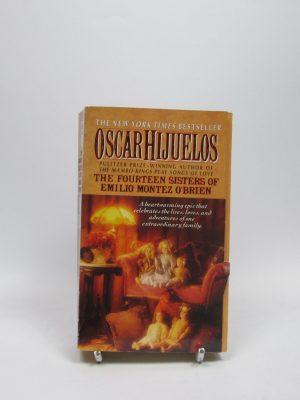 THE NEW YORK TIMES BESTSELLER
OSCAR HIJUELOS
PULITZER PRIZE-WINNING AUTHOR OF
THE MAMBO KINGS PLAY SONGS OF LOVE
THE FOURTEEN SISTERS OF
EMILIO MONTEZ O'BRIEN
A heartwarming epic that
celebrates the lives, loves, and
adventures of one
extraordinary family.